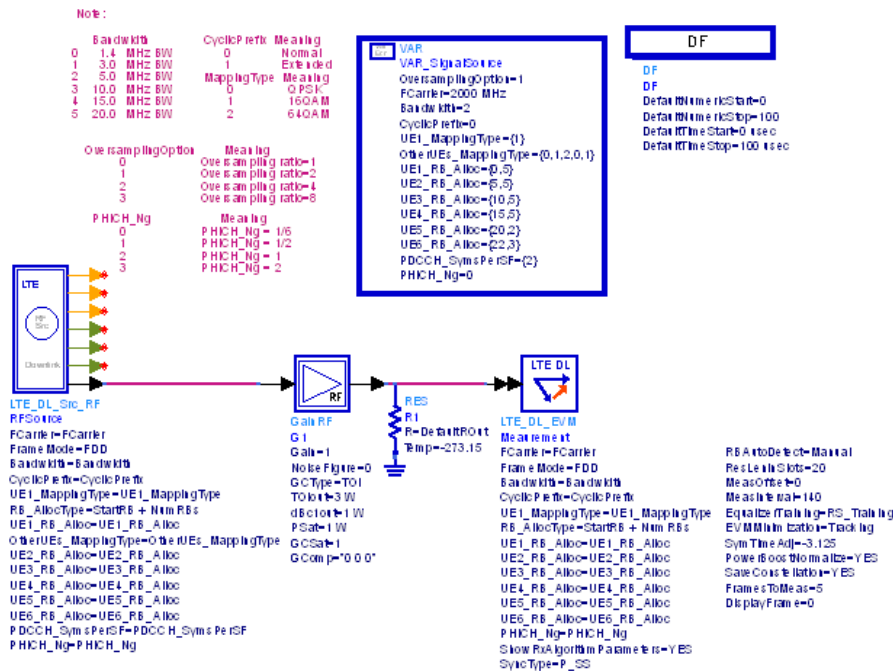 Note:
Bandwidth CyclicPrefix Meaning
0 1.4 MHz BW 0 Normal
1 3.0 MHz BW 1 Extended
2 5.0 MHz BW MappingType Meaning
3 10.0 MHz BW 0 QPSK
4 15.0 MHz BW 1 16QAM
5 20.0 MHz BW 2 64QAM
OversamplingOption Meaning
0 Oversampling ratio=1
1 Oversampling ratio=2
2 Oversampling ratio=4
3 Oversampling ratio=8
PHICH_Ng Meaning
0 PHICH_Ng = 1/6
1 PHICH_Ng = 1/2
2 PHICH_Ng = 1
3 PHICH_Ng = 2
VAR
VAR_SignalSource
OversamplingOption=1
FCarrier=2000 MHz
Bandwidth=2
CyclicPrefix=0
UE1_MappingType={1}
OtherUEs_MappingType={0,1,2,0,1}
UE1_RB_Alloc={0,5}
UE2_RB_Alloc={5,5}
UE3_RB_Alloc={10,5}
UE4_RB_Alloc={15,5}
UE5_RB_Alloc={20,2}
UE6_RB_Alloc={22,3}
PDCCH_SymsPerSF={2}
PHICH_Ng=0
DF
DF
DF
DefaultNumericStart=0
DefaultNumericStop=100
DefaultTimeStart=0 usec
DefaultTimeStop=100 usec
LTE
RF
Src
Downlink
LTE_DL_Src_RF
RFSource
FCarrier=FCarrier
FrameMode=FDD
Bandwidth=Bandwidth
CyclicPrefix=CyclicPrefix
UE1_MappingType=UE1_MappingType
RB_AllocType=StartRB + NumRBs
UE1_RB_Alloc=UE1_RB_Alloc
OtherUEs_MappingType=OtherUEs_MappingType
UE2_RB_Alloc=UE2_RB_Alloc
UE3_RB_Alloc=UE3_RB_Alloc
UE4_RB_Alloc=UE4_RB_Alloc
UE5_RB_Alloc=UE5_RB_Alloc
UE6_RB_Alloc=UE6_RB_Alloc
PDCCH_SymsPerSF=PDCCH_SymsPerSF
PHICH_Ng=PHICH_Ng
RF
GainRF
G1
Gain=1
NoiseFigure=0
GCType=TOI
TOIout=3 W
dBc1out=1 W
PSat=1 W
GCSat=1
GComp="0 0 0"
RES
R1
R=DefaultROut
Temp=-273.15
LTE DL
LTE_DL_EVM
Measurement
FCarrier=FCarrier
FrameMode=FDD
Bandwidth=Bandwidth
CyclicPrefix=CyclicPrefix
UE1_MappingType=UE1_MappingType
RB_AllocType=StartRB + NumRBs
UE1_RB_Alloc=UE1_RB_Alloc
UE2_RB_Alloc=UE2_RB_Alloc
UE3_RB_Alloc=UE3_RB_Alloc
UE4_RB_Alloc=UE4_RB_Alloc
UE5_RB_Alloc=UE5_RB_Alloc
UE6_RB_Alloc=UE6_RB_Alloc
PHICH_Ng=PHICH_Ng
ShowRxAlgorithmParameters=YES
SyncType=P_SS
RBAutoDetect=Manual
ResLenInSlots=20
MeasOffset=0
MeasInterval=140
EqualizerTraining=RS_Training
EVMMinimization=Tracking
SymTimeAdj=-3.125
PowerBoostNormalize=YES
SaveConstellation=YES
FramesToMeas=5
DisplayFrame=0